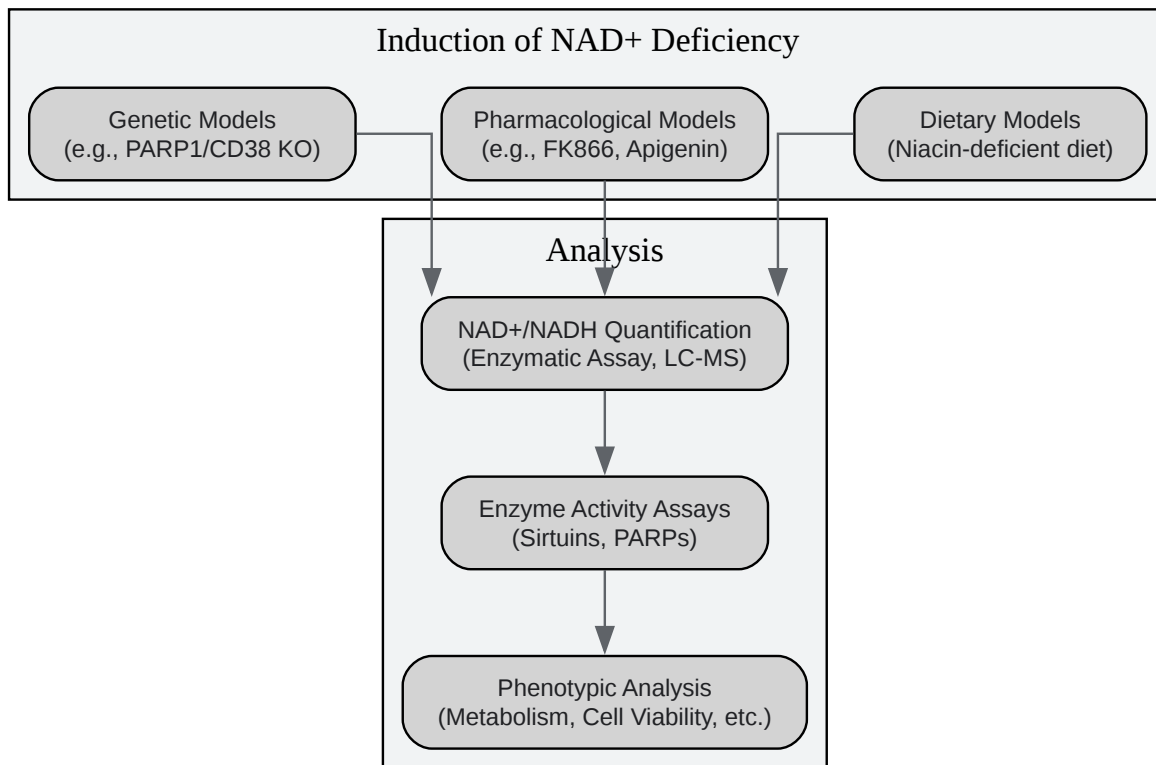 Induction of NAD+ Deficiency
Genetic Models
(e.g., PARP1/CD38 KO)
Pharmacological Models
(e.g., FK866, Apigenin)
Dietary Models
(Niacin-deficient diet)
Analysis
NAD+/NADH Quantification
(Enzymatic Assay, LC-MS)
Enzyme Activity Assays
(Sirtuins, PARPs)
Phenotypic Analysis
(Metabolism, Cell Viability, etc.)